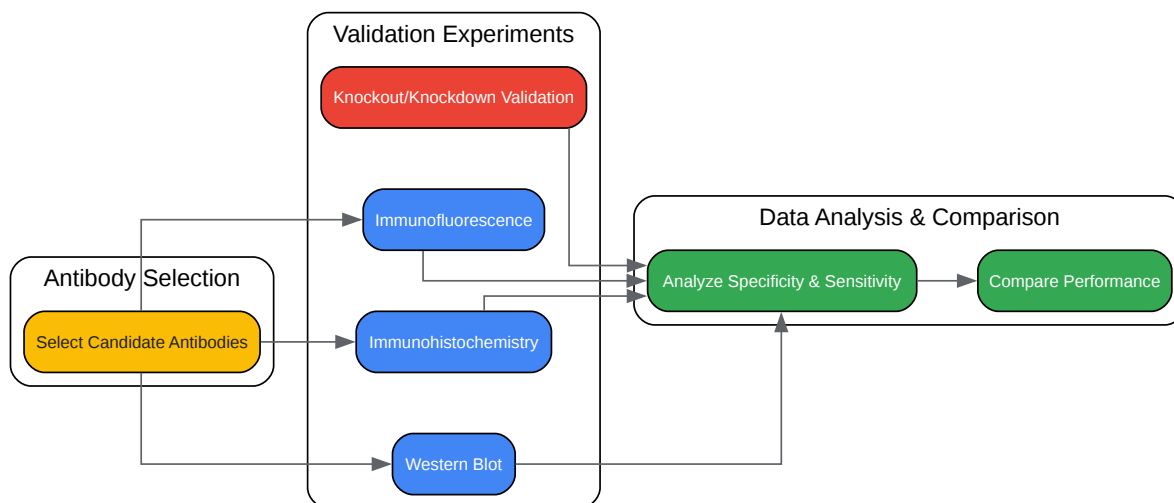 Antibody Selection
Select Candidate Antibodies
Validation Experiments
Knockout/Knockdown Validation
Immunofluorescence
Immunohistochemistry
Western Blot
Data Analysis & Comparison
Analyze Specificity & Sensitivity
Compare Performance